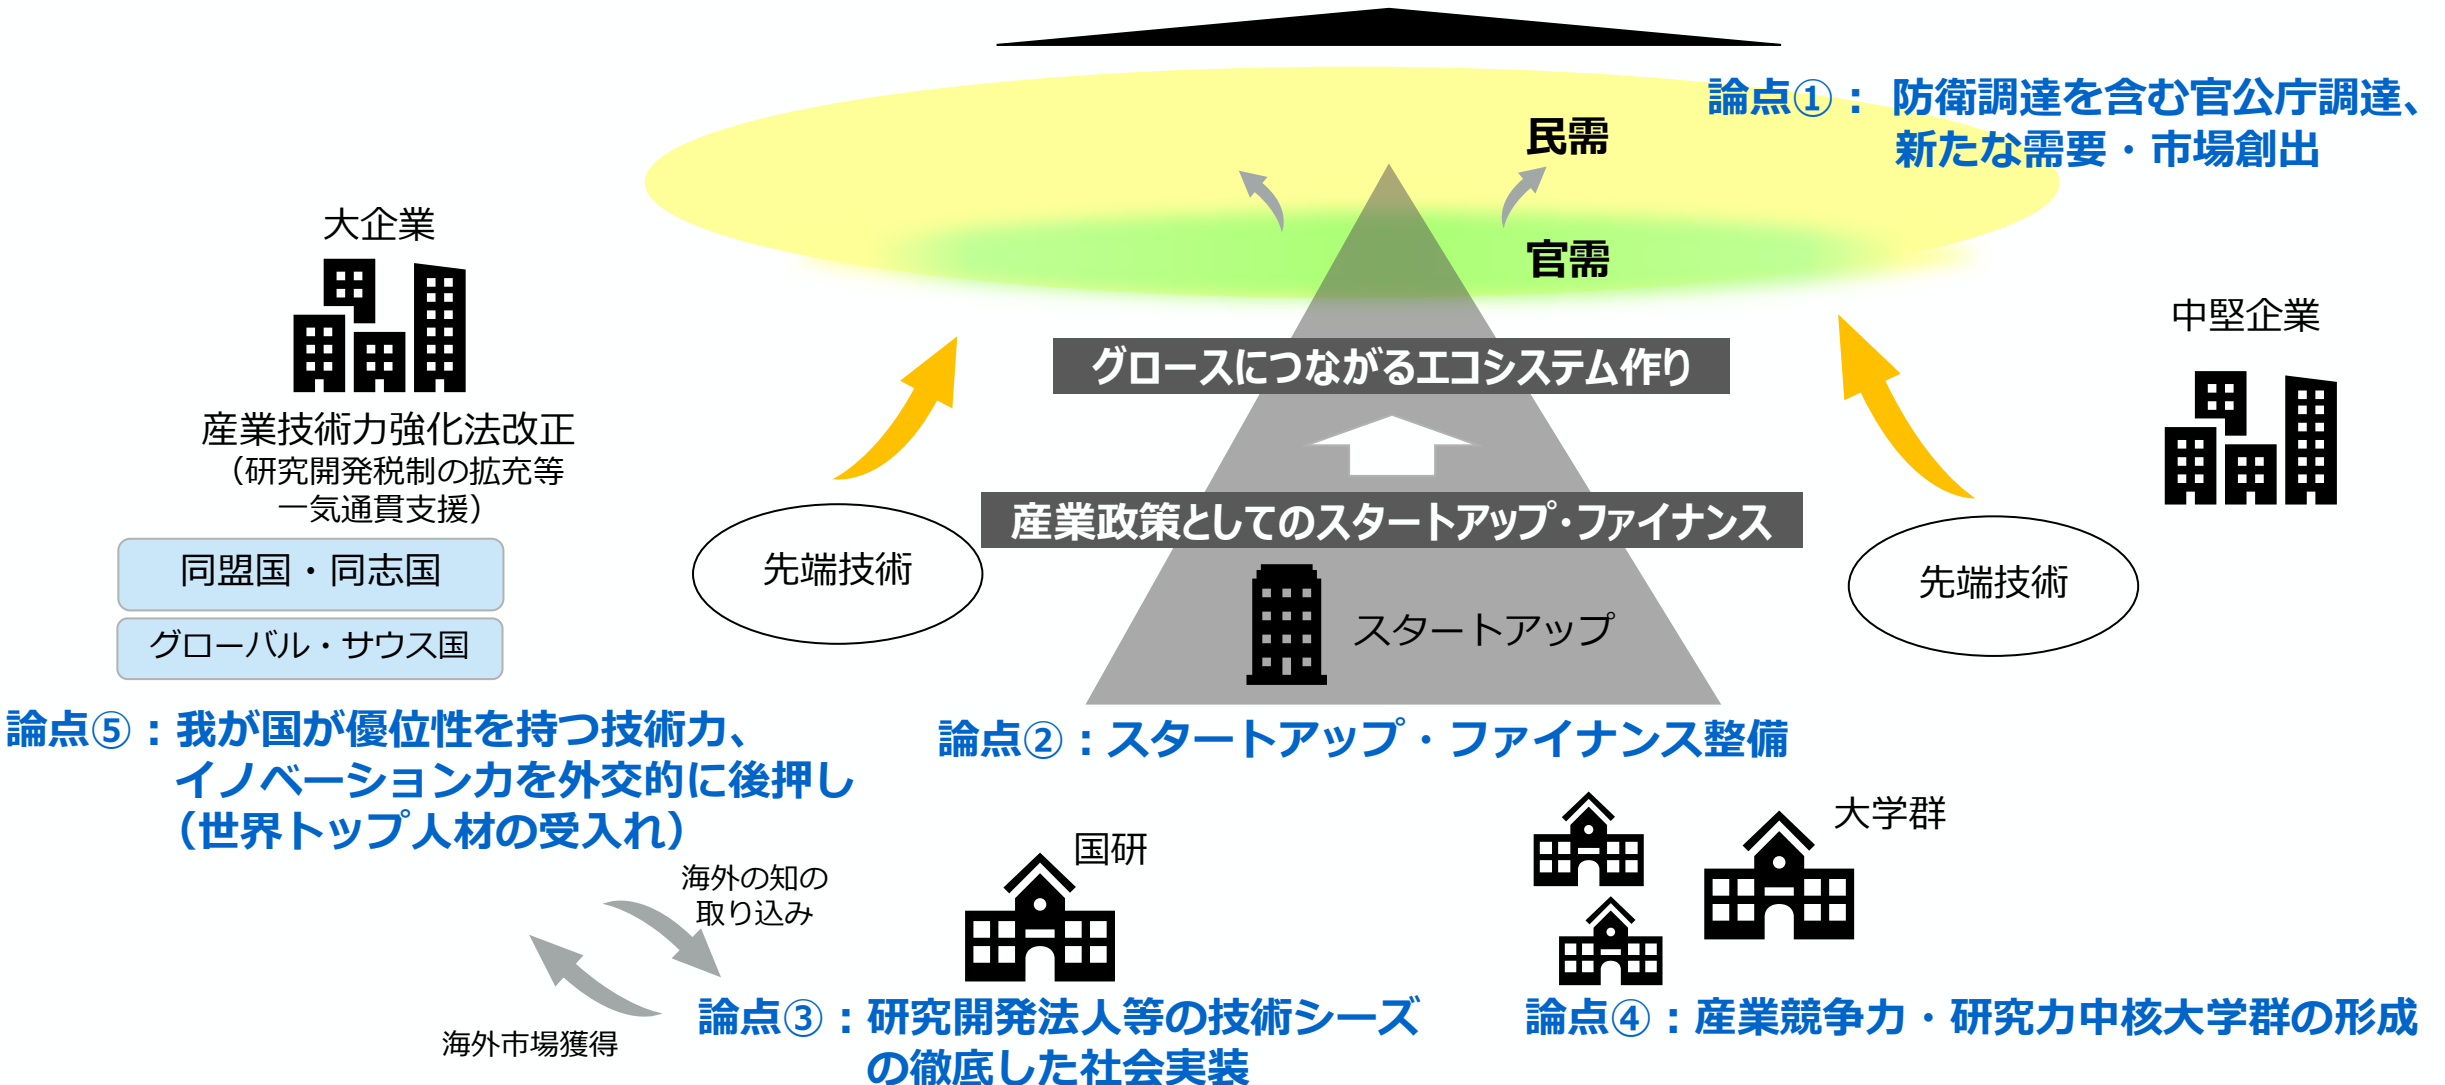 論点①： 防衛調達を含む官公庁調達、
新たな需要・市場創出
民需
官需
大企業
産業技術力強化法改正
（研究開発税制の拡充等
一気通貫支援）
同盟国・同志国
グローバル・サウス国
中堅企業
グロースにつながるエコシステム作り
産業政策としてのスタートアップ・ファイナンス
先端技術
スタートアップ
先端技術
論点②：スタートアップ・ファイナンス整備
論点⑤：我が国が優位性を持つ技術力、
イノベーション力を外交的に後押し
（世界トップ人材の受入れ）
海外の知の
取り込み
海外市場獲得
国研
大学群
論点③：研究開発法人等の技術シーズ
の徹底した社会実装
論点④：産業競争力・研究力中核大学群の形成